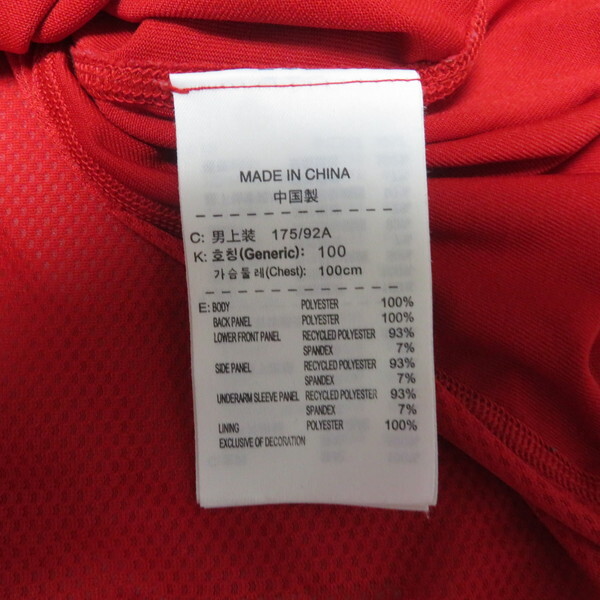 MADE IN CHINA
中国製
C: 男上装 175/92A
K: 호칭(Generic): 100
가슴둘레(Chest): 100cm
E: BODY POLYESTER 100%
BACK PANEL POLYESTER 100%
LOWER FRONT PANEL RECYCLED POLYESTER 93%
SPANDEX 7%
SIDE PANEL RECYCLED POLYESTER 93%
SPANDEX 7%
UNDERARM SLEEVE PANEL RECYCLED POLYESTER 93%
SPANDEX 7%
LINING POLYESTER 100%
EXCLUSIVE OF DECORATION